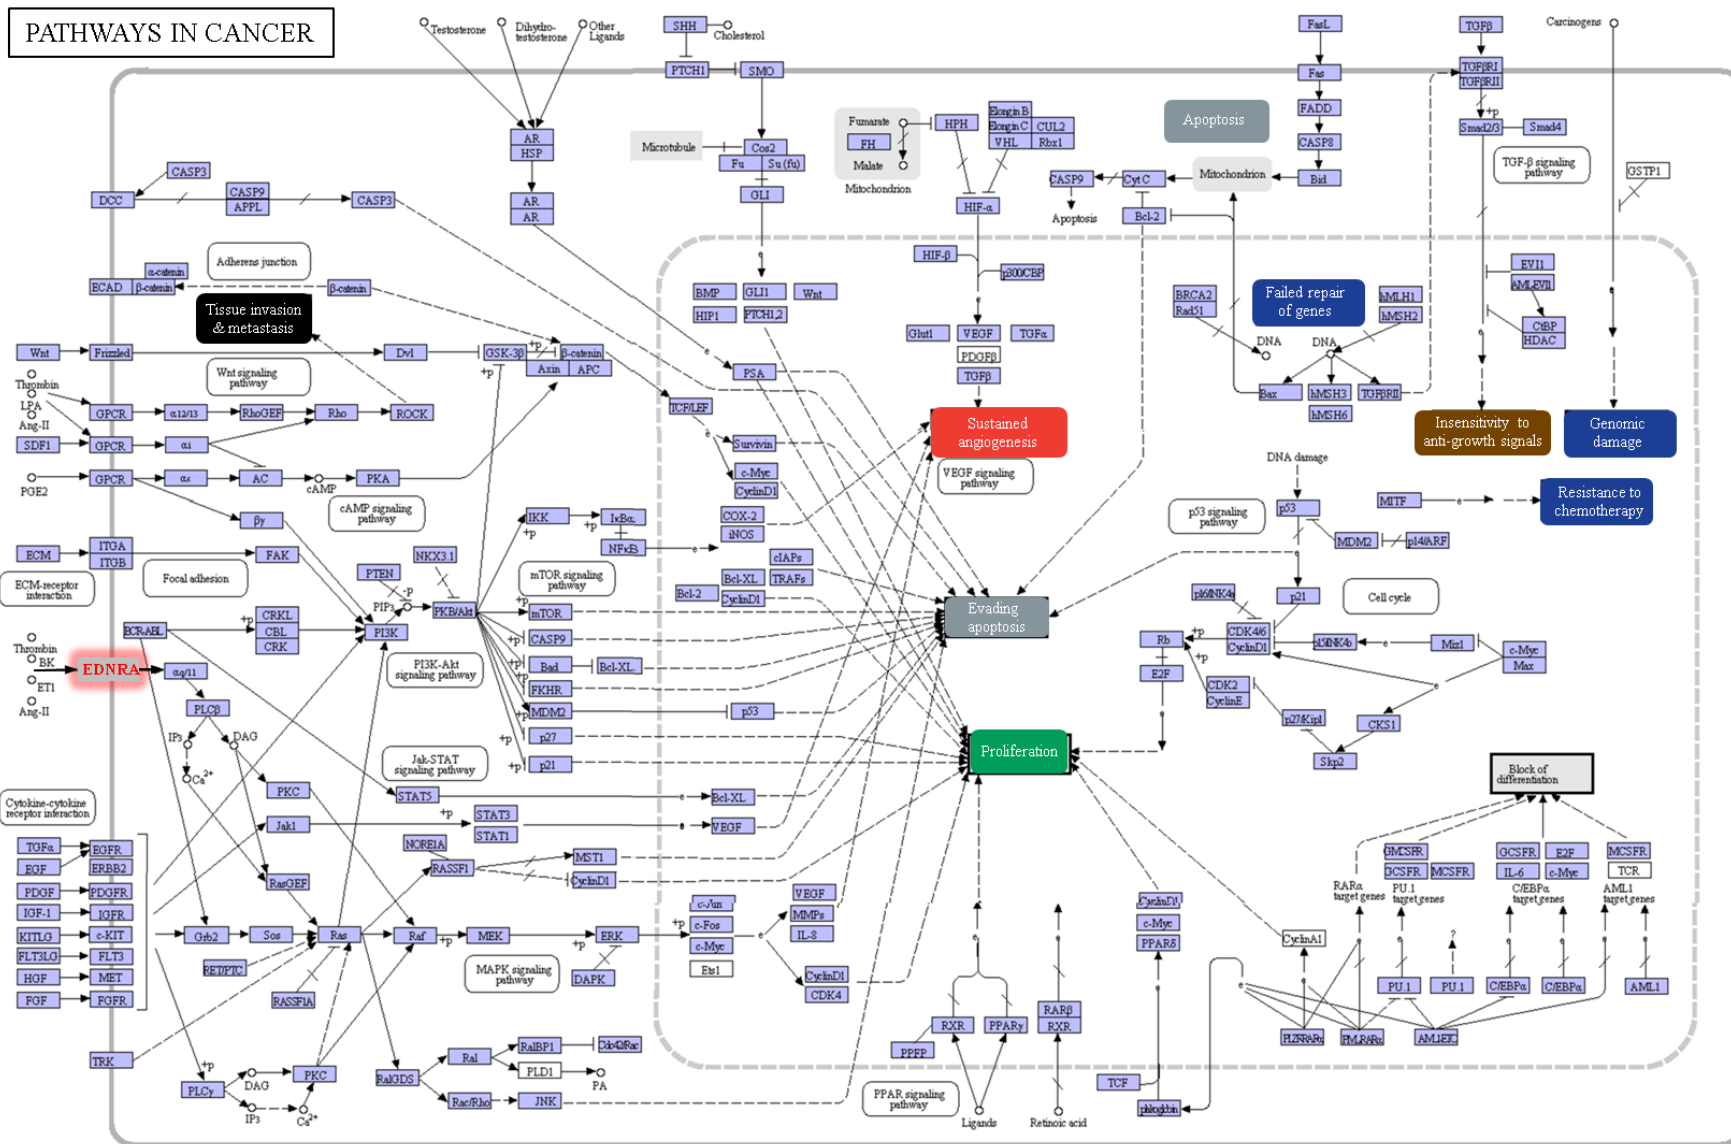 PATHWAYS IN CANCER
Testosterone
Dihydro-
testosterone
Other
Ligands
SHH
Cholesterol
PTCH1
SMO
FasL
Fas
FADD
CASP8
Bid
TGFβ
TGFβRI
TGFβRII
+p
Smad2/3
Smad4
TGF-β signaling
pathway
Carcinogens
GSTP1
AR
HSP
AR
AR
Microtubule
Cos2
Fu
Su (fu)
GLI
Fumarate
FH
Malate
Mitochondrion
HPH
Elongin B
Elongin C
CUL2
VHL
Rbx1
HIF-α
Apoptosis
CASP9
Cyt C
Mitochondrion
Apoptosis
Bcl-2
CASP3
DCC
CASP9
APPL
CASP3
Adherens junction
α-catenin
ECAD
β-catenin
β-catenin
Tissue invasion
& metastasis
e
BMP
GLI1
Wnt
HIP1
PTCH1,2
HIF-β
p300/CBP
e
Glut1
VEGF
TGFα
PDGFβ
TGFβ
BRCA2
Rad51
Failed repair
of genes
hMLH1
hMSH2
DNA
DNA
Bax
hMSH3
TGFβRII
hMSH6
EVI1
AML-EVI1
CtBP
HDAC
e
e
Wnt
Frizzled
Dvl
GSK-3β
+p
+p
β-catenin
Axin
APC
Wnt signaling
pathway
Thrombin
LPA
Ang-II
GPCR
α12/13
RhoGEF
Rho
ROCK
SDF1
GPCR
αi
PGE2
GPCR
αs
AC
cAMP
PKA
cAMP signaling
pathway
βγ
e
PSA
TCF/LEF
e
Survivin
c-Myc
CyclinD1
COX-2
iNOS
Sustained
angiogenesis
VEGF signaling
pathway
Insensitivity to
anti-growth signals
Genomic
damage
DNA damage
p53
p53 signaling
pathway
MITF
e
Resistance to
chemotherapy
MDM2
p14/ARF
e
ECM
ITGA
ITGB
FAK
ECM-receptor
interaction
Focal adhesion
PTEN
NKX3.1
PIP3
-p
PKB/Akt
IKK
+p
+p
IκBα
NFκB
e
mTOR signaling
pathway
cIAPs
Bcl-XL
TRAFs
Bcl-2
CyclinD1
Evading
apoptosis
p16/INK4a
p21
Cell cycle
CDK4/6
CyclinD1
p15/INK4b
e
Miz1
c-Myc
Max
Rb
+p
+p
E2F
CDK2
CyclinE
p27/Kip1
CKS1
e
Skp2
e
BCR-ABL
+p
CRKL
CBL
CRK
PI3K
PI3K-Akt
signaling pathway
+p
mTOR
+p
CASP9
+p
Bad
Bcl-XL
+p
FKHR
+p
MDM2
p53
+p
p27
+p
p21
Thrombin
BK
ET1
Ang-II
EDNRA
αq/11
PLCβ
IP3
DAG
Ca2+
PKC
Jak-STAT
signaling pathway
STAT5
e
Bcl-XL
Proliferation
Block of
differentiation
Cytokine-cytokine
receptor interaction
Jak1
+p
STAT3
STAT1
e
VEGF
NORE1A
RASSF1
MST1
CyclinD1
TGFα
EGF
EGFR
ERBB2
PDGF
PDGFR
IGF-1
IGFR
KITLG
c-KIT
FLT3LG
FLT3
HGF
MET
FGF
FGFR
TRK
RasGEF
Grb2
Sos
Ras
Raf
+p
MEK
+p
ERK
+p
RET/PTC
RASSF1A
DAPK
MAPK signaling
pathway
c-Jun
c-Fos
c-Myc
Ets1
e
VEGF
MMPs
IL-8
CyclinD1
CDK4
+p
PLCγ
DAG
IP3
PKC
Ca2+
RalGDS
Ral
RalBP1
Cdc42/Rac
PLD1
PA
Rac/Rho
JNK
e
RXR
PPARγ
PPFP
e
RARβ
RXR
PPAR signaling
pathway
Ligands
Retinoic acid
CyclinD1
c-Myc
PPARδ
e
TCF
phkoglobin
CyclinA1
e
RARα
target genes
GMCSFR
GCSFR
MCSFR
PU.1
target genes
GCSFR
E2F
IL-6
c-Myc
C/EBPα
target genes
MCSFR
TCR
AML1
target genes
e
e
?
e
e
e
e
PU.1
PU.1
C/EBPα
C/EBPα
AML1
PLZF-RARα
PML-RARα
AML1-ETO